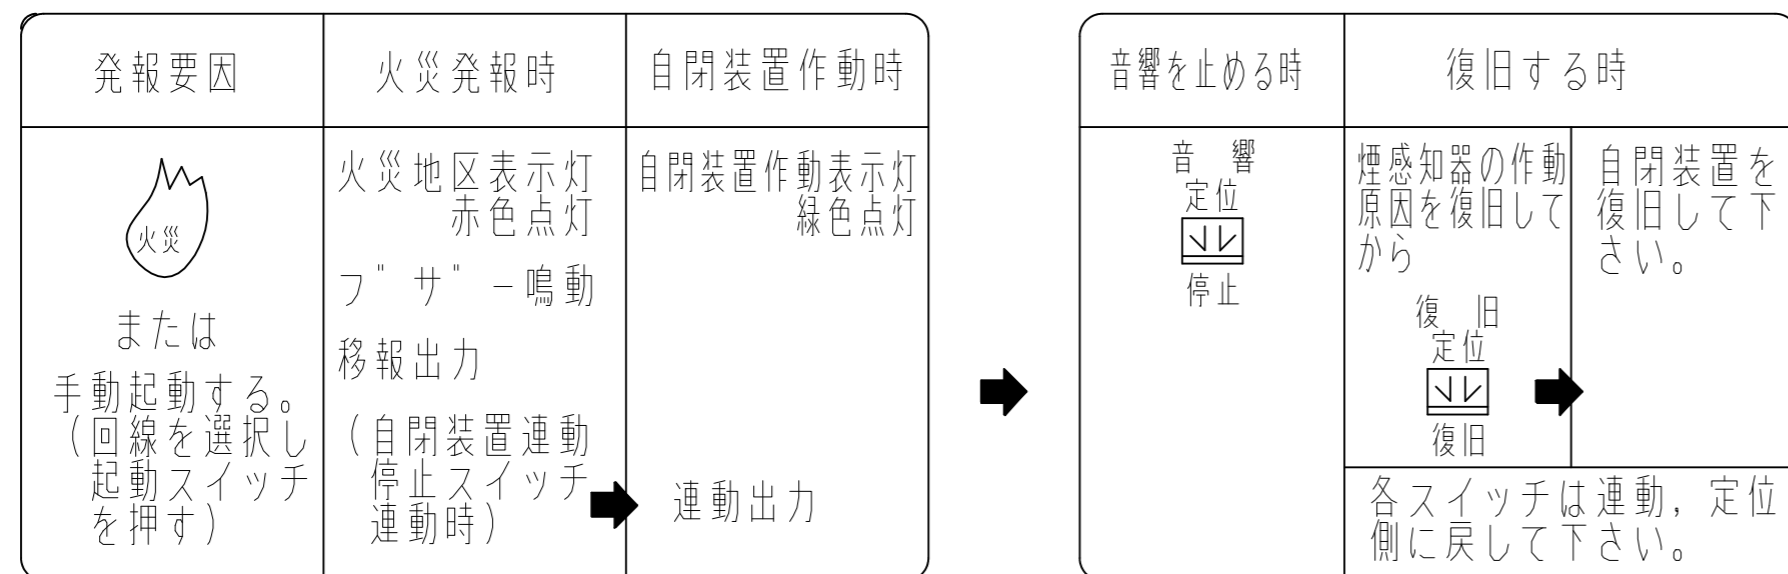 発報要因
火災
または
手動起動する。
(回線を選択し
起動スイッチ
を押す)
火災発報時
火災地区表示灯
赤色点灯
ブザー鳴動
移報出力
(自閉装置連動
停止スイッチ
連動時)
自閉装置作動時
自閉装置作動表示灯
緑色点灯
連動出力
音響を止める時
音 響
定位
停止
復旧する時
煙感知器の作動
原因を復旧して
から
復 旧
定位
復旧
自閉装置を
復旧して下
さい。
各スイッチは連動,定位
側に戻して下さい。